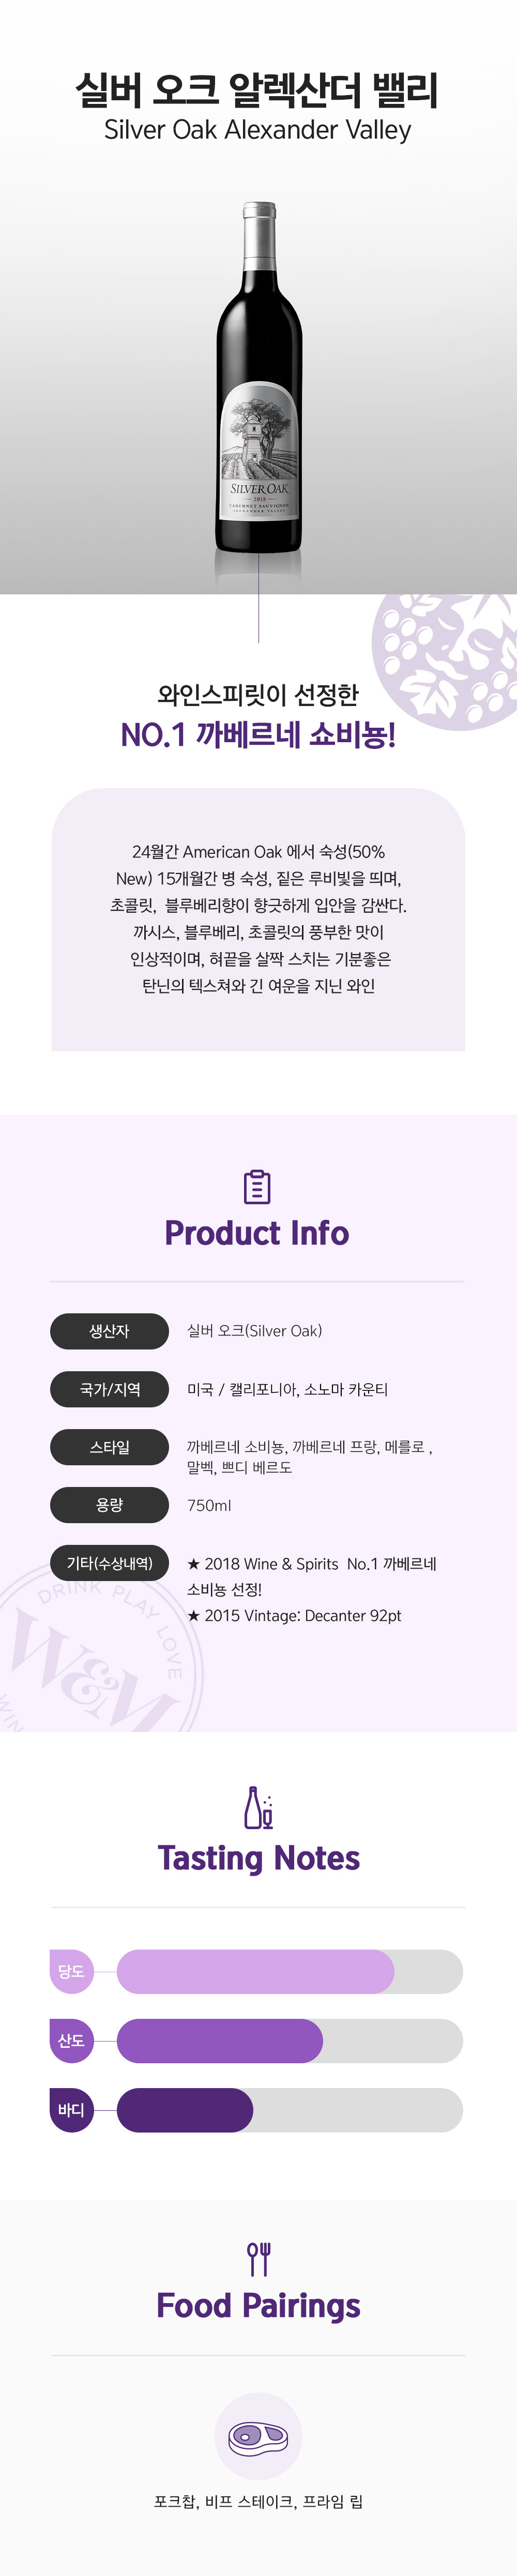 실버 오크 알렉산더 밸리
Silver Oak Alexander Valley
SILVER OAK
2018
CABERNET SAUVIGNON
ALEXANDER VALLEY
와인스피릿이 선정한
NO.1 까베르네 쇼비뇽!
24월간 American Oak 에서 숙성(50%
New) 15개월간 병 숙성, 짙은 루비빛을 띄며,
초콜릿, 블루베리향이 향긋하게 입안을 감싼다.
까시스, 블루베리, 초콜릿의 풍부한 맛이
인상적이며, 혀끝을 살짝 스치는 기분좋은
탄닌의 텍스쳐와 긴 여운을 지닌 와인
Product Info
생산자 실버 오크(Silver Oak)
국가/지역 미국 / 캘리포니아, 소노마 카운티
스타일 까베르네 소비뇽, 까베르네 프랑, 메를로 ,
말벡, 쁘디 베르도
용량 750ml
기타(수상내역) ★ 2018 Wine & Spirits No.1 까베르네
소비뇽 선정!
★ 2015 Vintage: Decanter 92pt
DRINK PLAY LOVE
W&M
WIN
Tasting Notes
당도
산도
바디
Food Pairings
포크찹, 비프 스테이크, 프라임 립